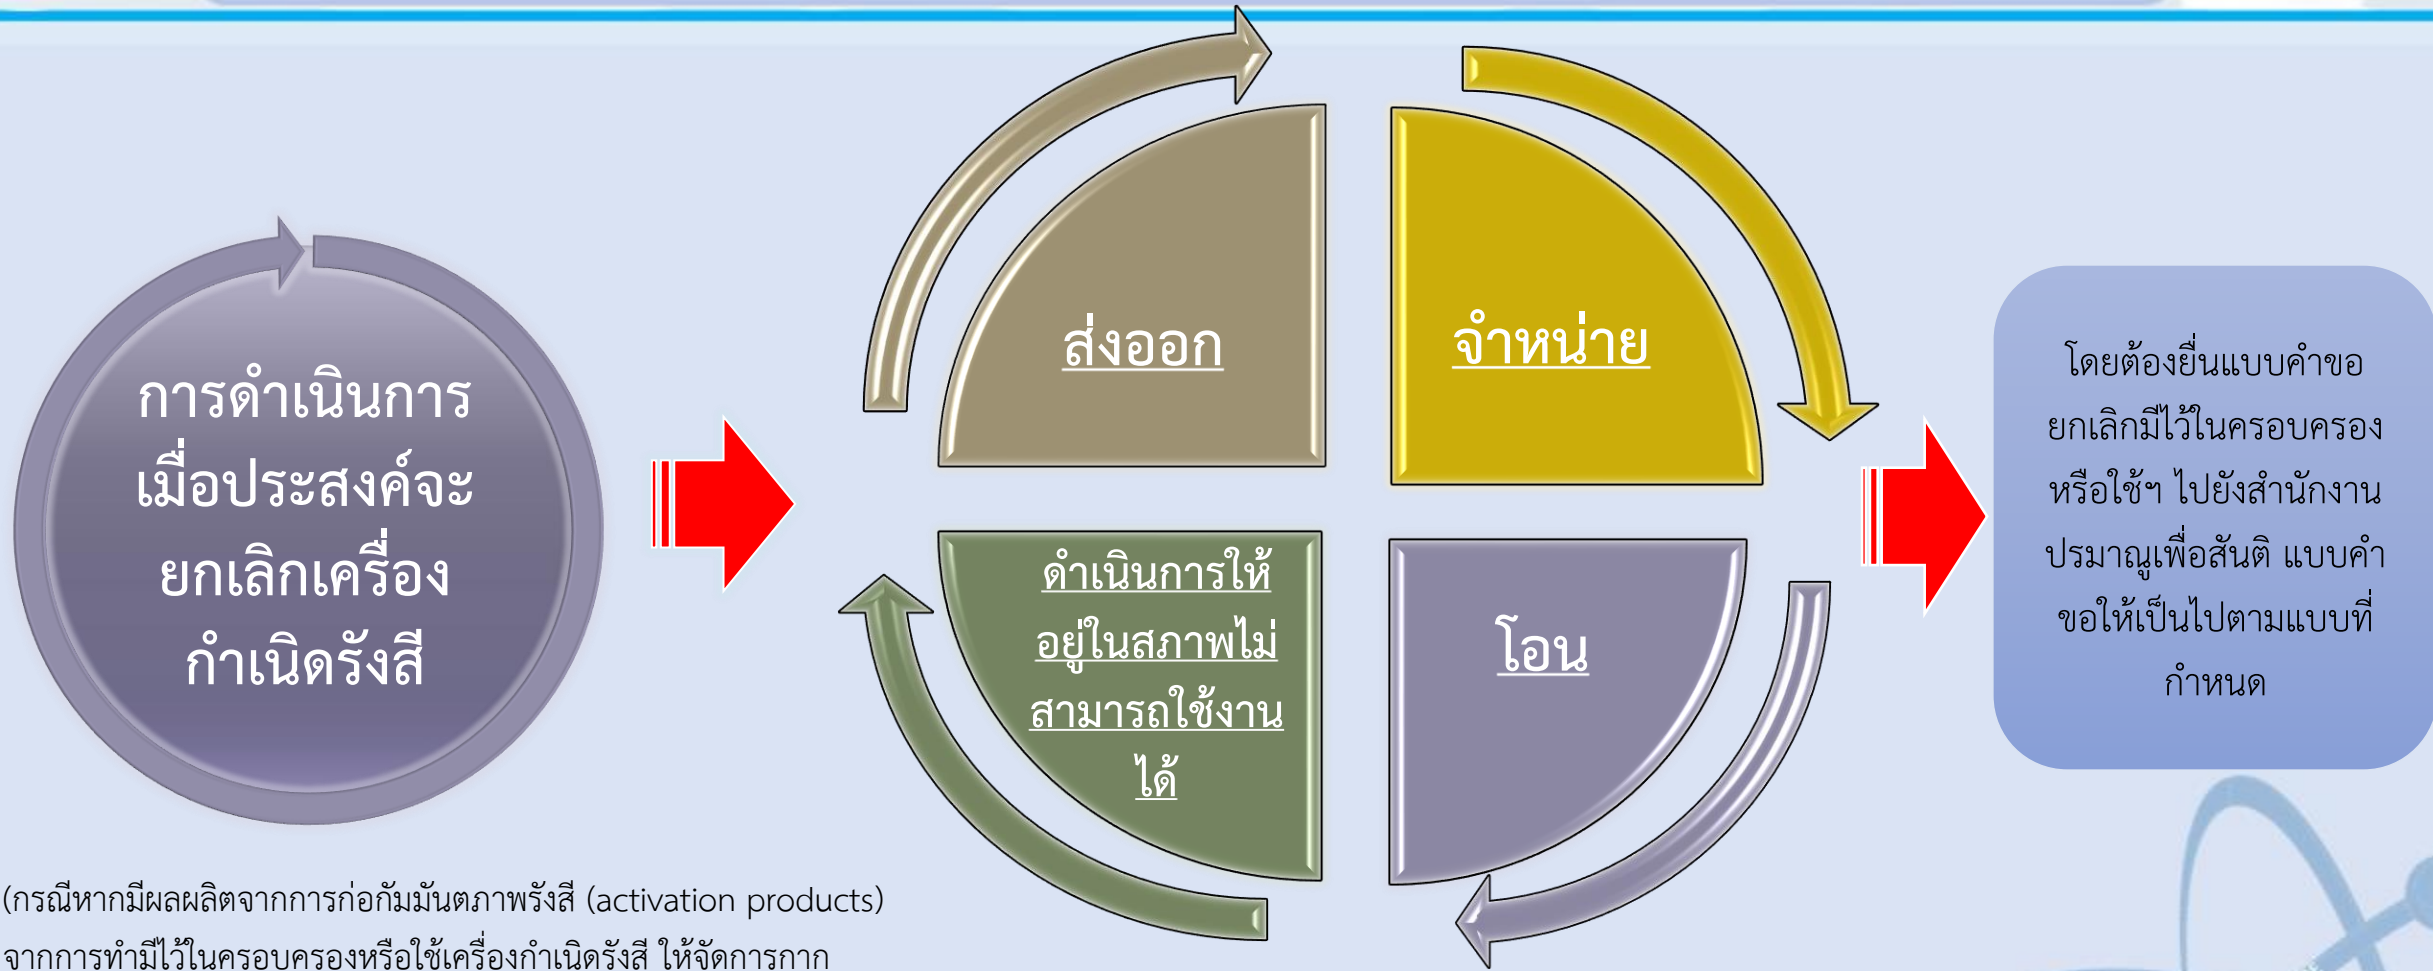 การดำเนินการ
เมื่อประสงค์จะ
ยกเลิกเครื่อง
กำเนิดรังสี
ส่งออก
จำหน่าย
ดำเนินการให้
อยู่ในสภาพไม่
สามารถใช้งาน
ได้
โอน
โดยต้องยื่นแบบคำขอ
ยกเลิกมีไว้ในครอบครอง
หรือใช้ฯ ไปยังสำนักงาน
ปรมาณูเพื่อสันติ แบบคำ
ขอให้เป็นไปตามแบบที่
กำหนด
(กรณีหากมีผลผลิตจากการก่อกัมมันตภาพรังสี (activation products)
จากการทำมีไว้ในครอบครองหรือใช้เครื่องกำเนิดรังสี ให้จัดการกาก